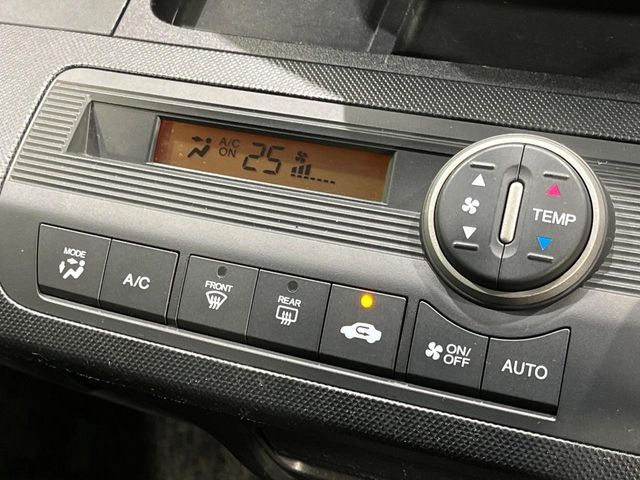 A/C
ON
25
TEMP
MODE
A/C
FRONT
REAR
ON/
OFF
AUTO